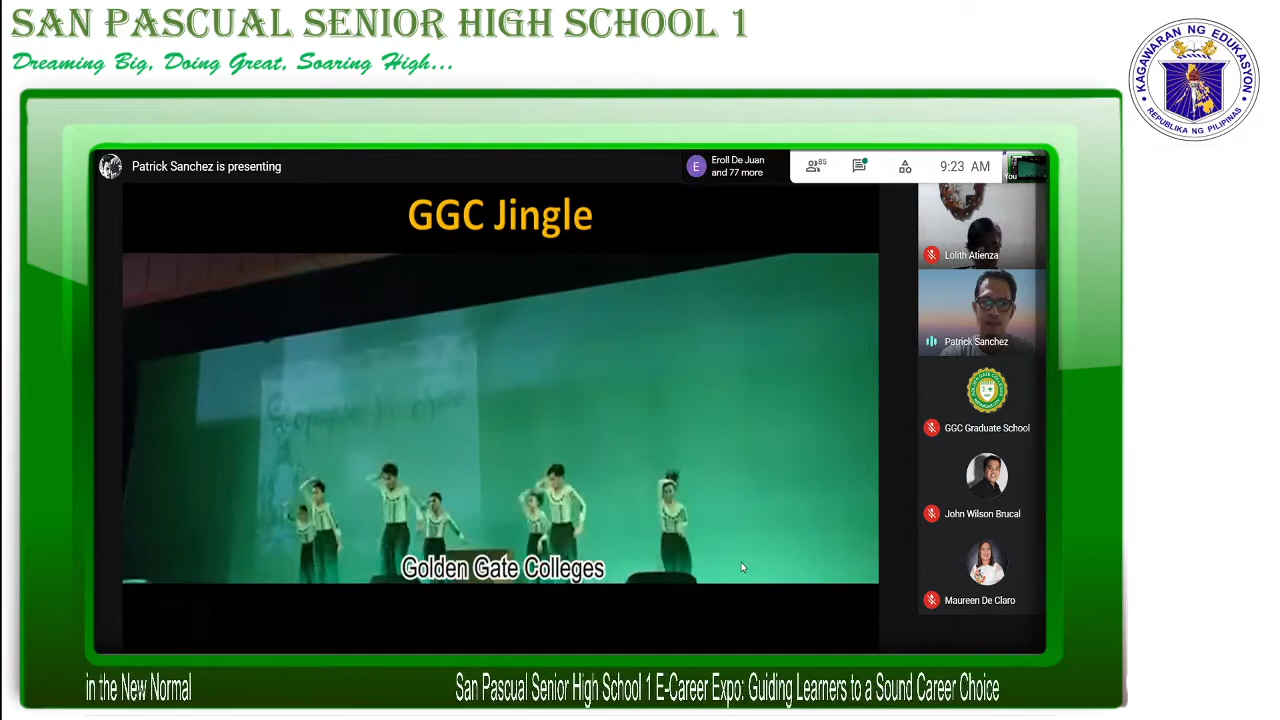 SAN PASCUAL SENIOR HIGH SCHOOL 1
Dreaming Big, Doing Great, Soaring High...
KAGAWARAN NG EDUKASYON
REPUBLIKA NG PILIPINAS
Patrick Sanchez is presenting
E
Eroll De Juan
and 77 more
85
9:23 AM
You
GGC Jingle
Golden Gate Colleges
Lolith Atienza
Patrick Sanchez
GGC Graduate School
John Wilson Brucal
Maureen De Claro
in the New Normal
San Pascual Senior High School 1 E-Career Expo: Guiding Learners to a Sound Career Choice